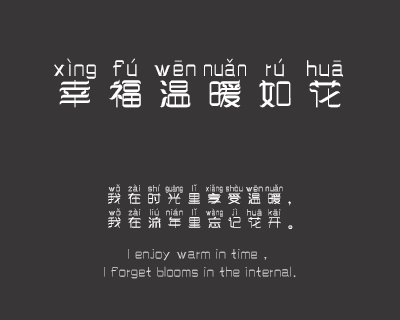 xìng fú wēn nuǎn rú huā
幸福温暖如花
wǒ zài shí guāng lǐ xiǎng shòu wēn nuǎn
我在时光里享受温暖，
wǒ zài liú nián lǐ wàng jì huā kāi
我在流年里忘记花开。
I enjoy warm in time ,
I forget blooms in the internal.